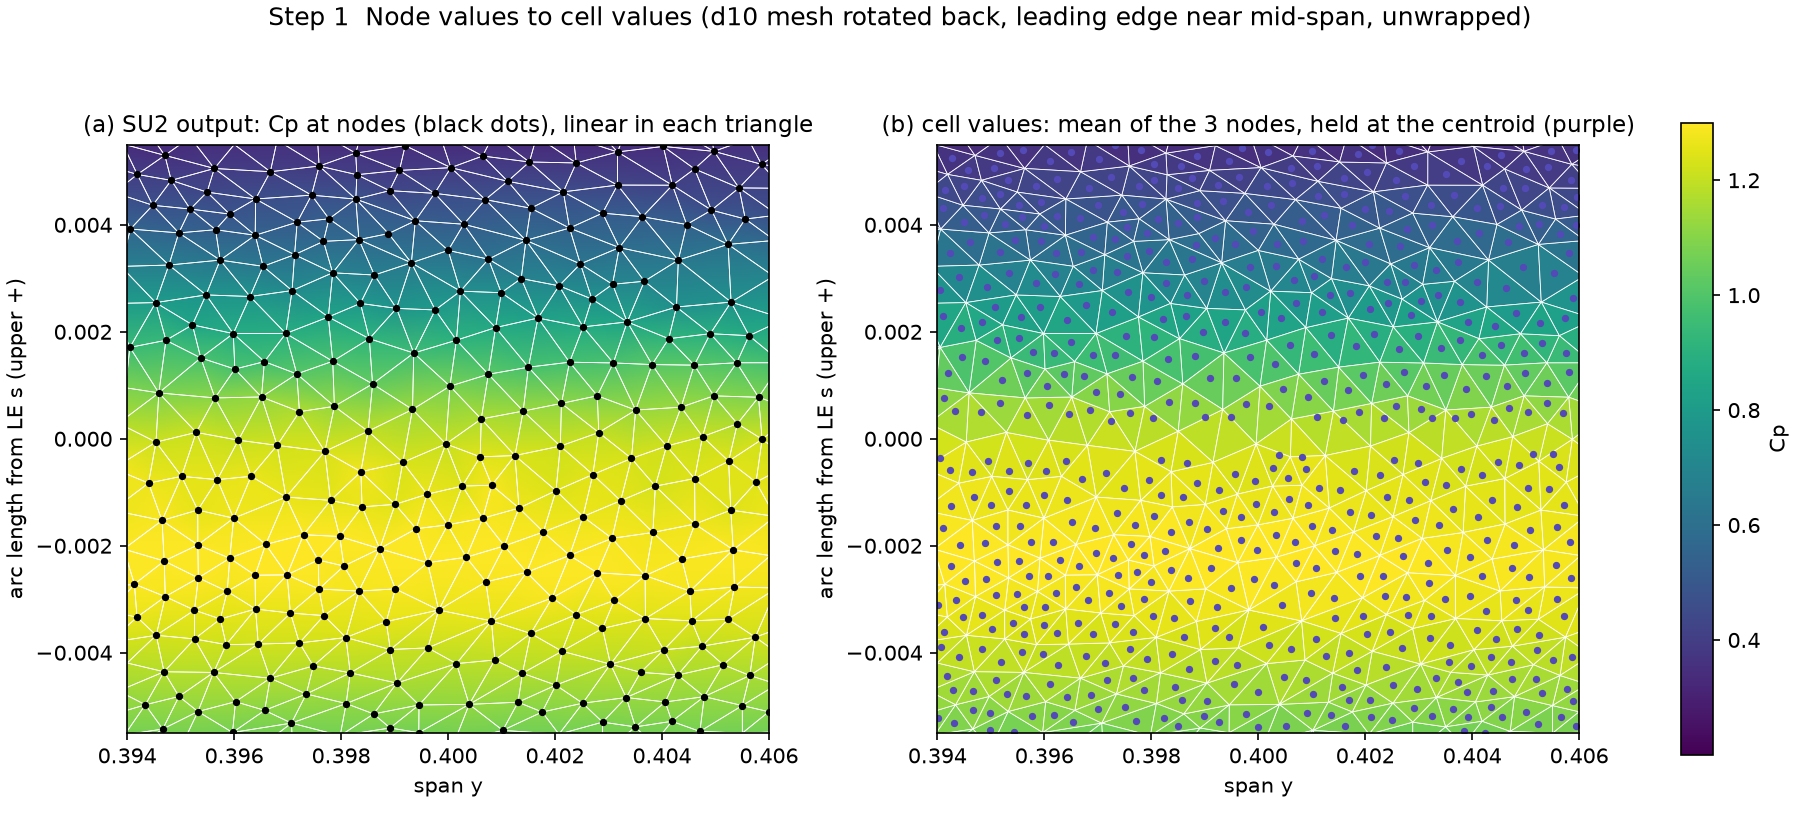 Step 1  Node values to cell values (d10 mesh rotated back, leading edge near mid-span, unwrapped)
(a) SU2 output: Cp at nodes (black dots), linear in each triangle
arc length from LE s (upper +)
0.004
0.002
0.000
−0.002
−0.004
0.394 0.396 0.398 0.400 0.402 0.404 0.406
span y
(b) cell values: mean of the 3 nodes, held at the centroid (purple)
arc length from LE s (upper +)
0.004
0.002
0.000
−0.002
−0.004
0.394 0.396 0.398 0.400 0.402 0.404 0.406
span y
1.2
1.0
0.8
0.6
0.4
Cp